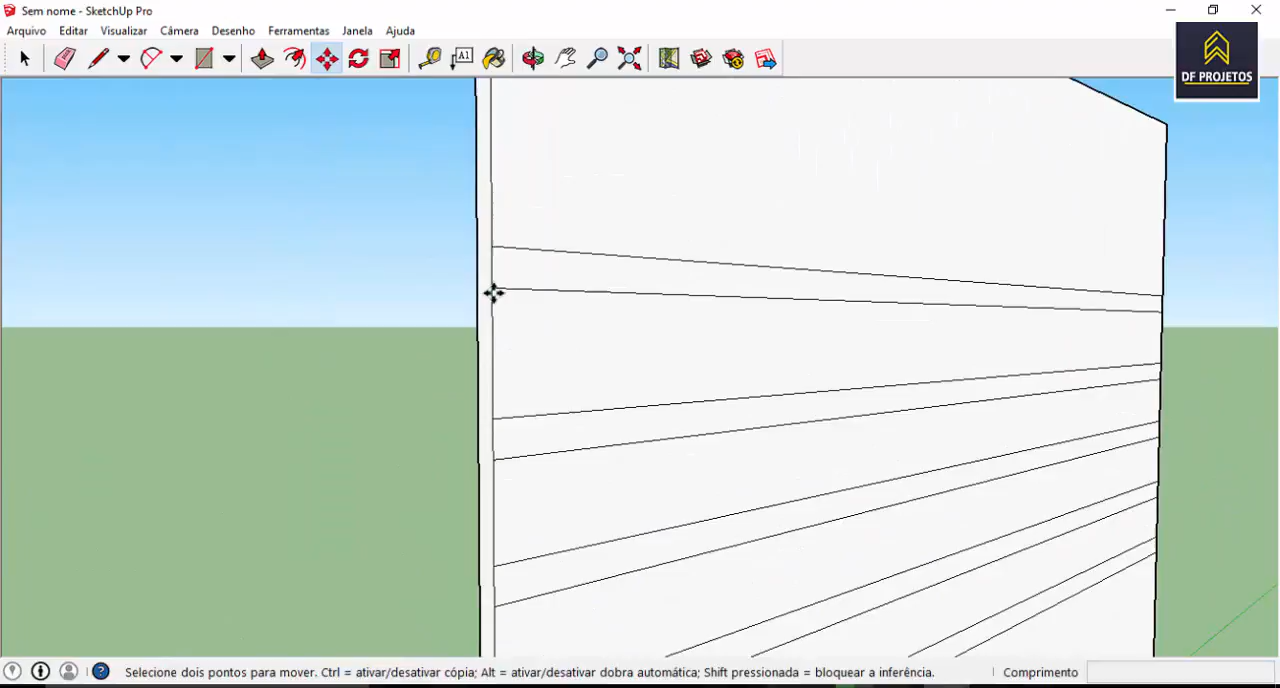 Sem nome - SketchUp Pro
Arquivo Editar Visualizar Câmera Desenho Ferramentas Janela Ajuda
A1
DF PROJETOS
Selecione dois pontos para mover. Ctrl = ativar/desativar cópia; Alt = ativar/desativar dobra automática; Shift pressionada = bloquear a inferência.
Comprimento